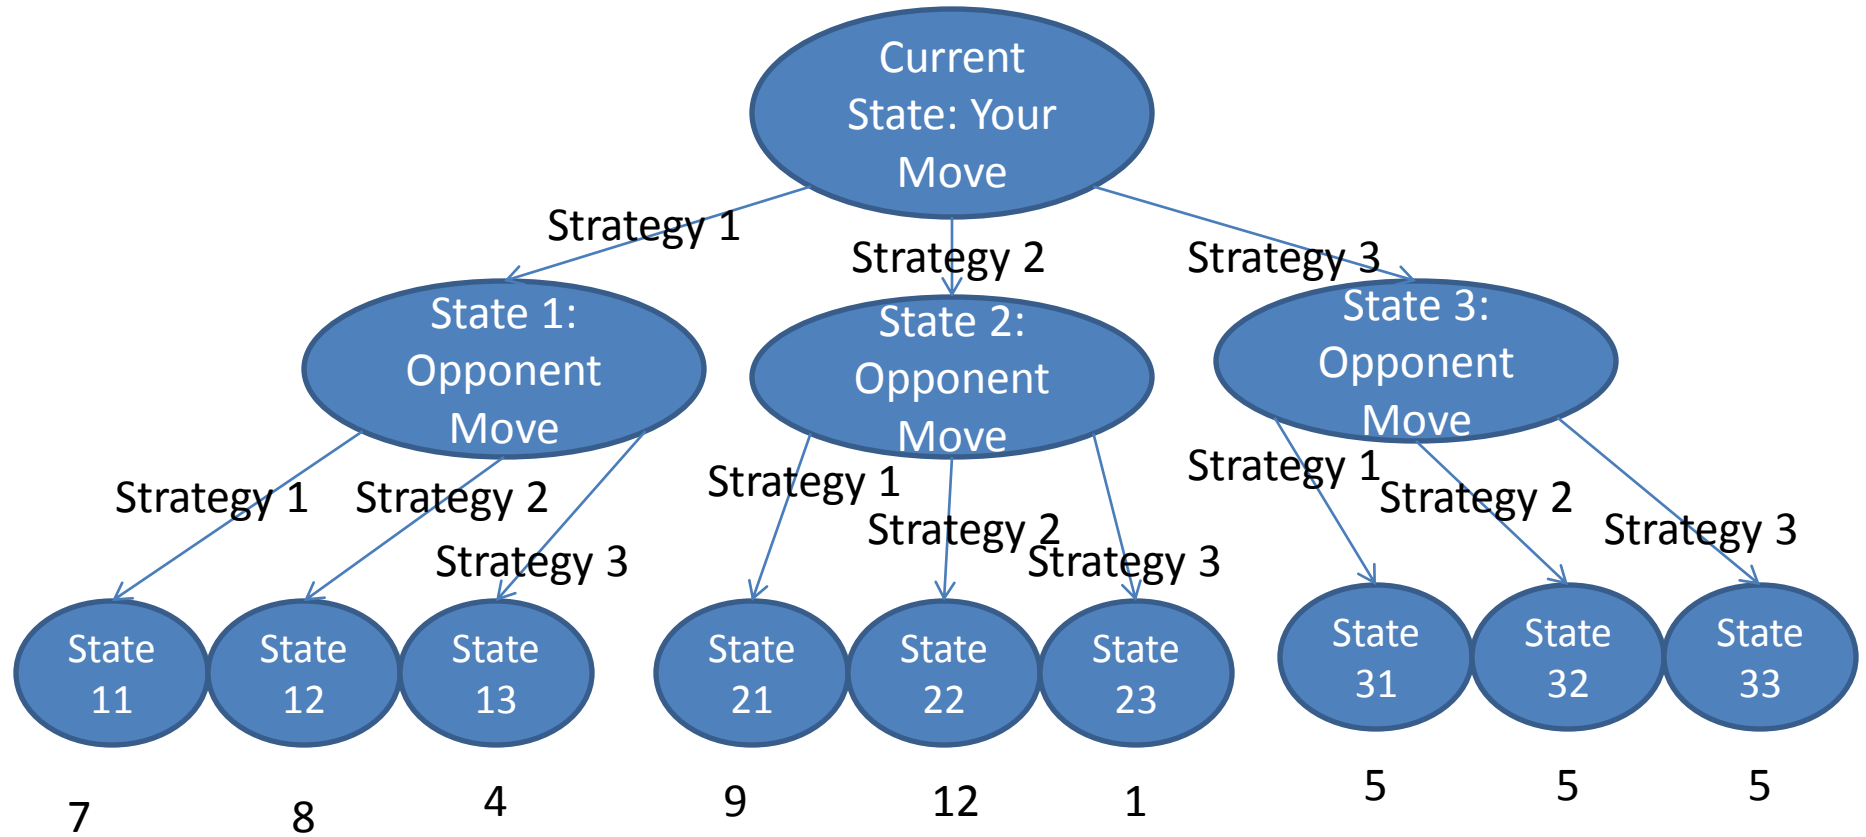 Current
State: Your
Move
Strategy 1
Strategy 2
Strategy 3
State 1:
Opponent
Move
State 2:
Opponent
Move
State 3:
Opponent
Move
Strategy 1
Strategy 2
Strategy 3
Strategy 1
Strategy 2
Strategy 3
Strategy 1
Strategy 2
Strategy 3
State
11
State
12
State
13
State
21
State
22
State
23
State
31
State
32
State
33
7
8
4
9
12
1
5
5
5